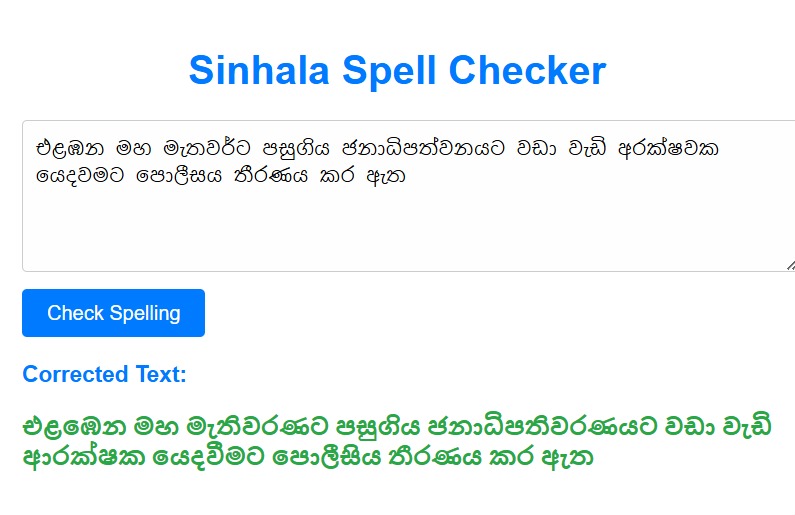 Sinhala Spell Checker
එළඹන මහ මැතවර්ට පසුගිය ජනාධිපත්වනයට වඩා වැඩි අරක්ෂවක
යෙදවමට පොලීසය තීරණය කර ඇත
Check Spelling
Corrected Text:
එළඹෙන මහ මැතිවරණට පසුගිය ජනාධිපතිවරණයට වඩා වැඩි
ආරක්ෂක යෙදවීමට පොලීසිය තීරණය කර ඇත